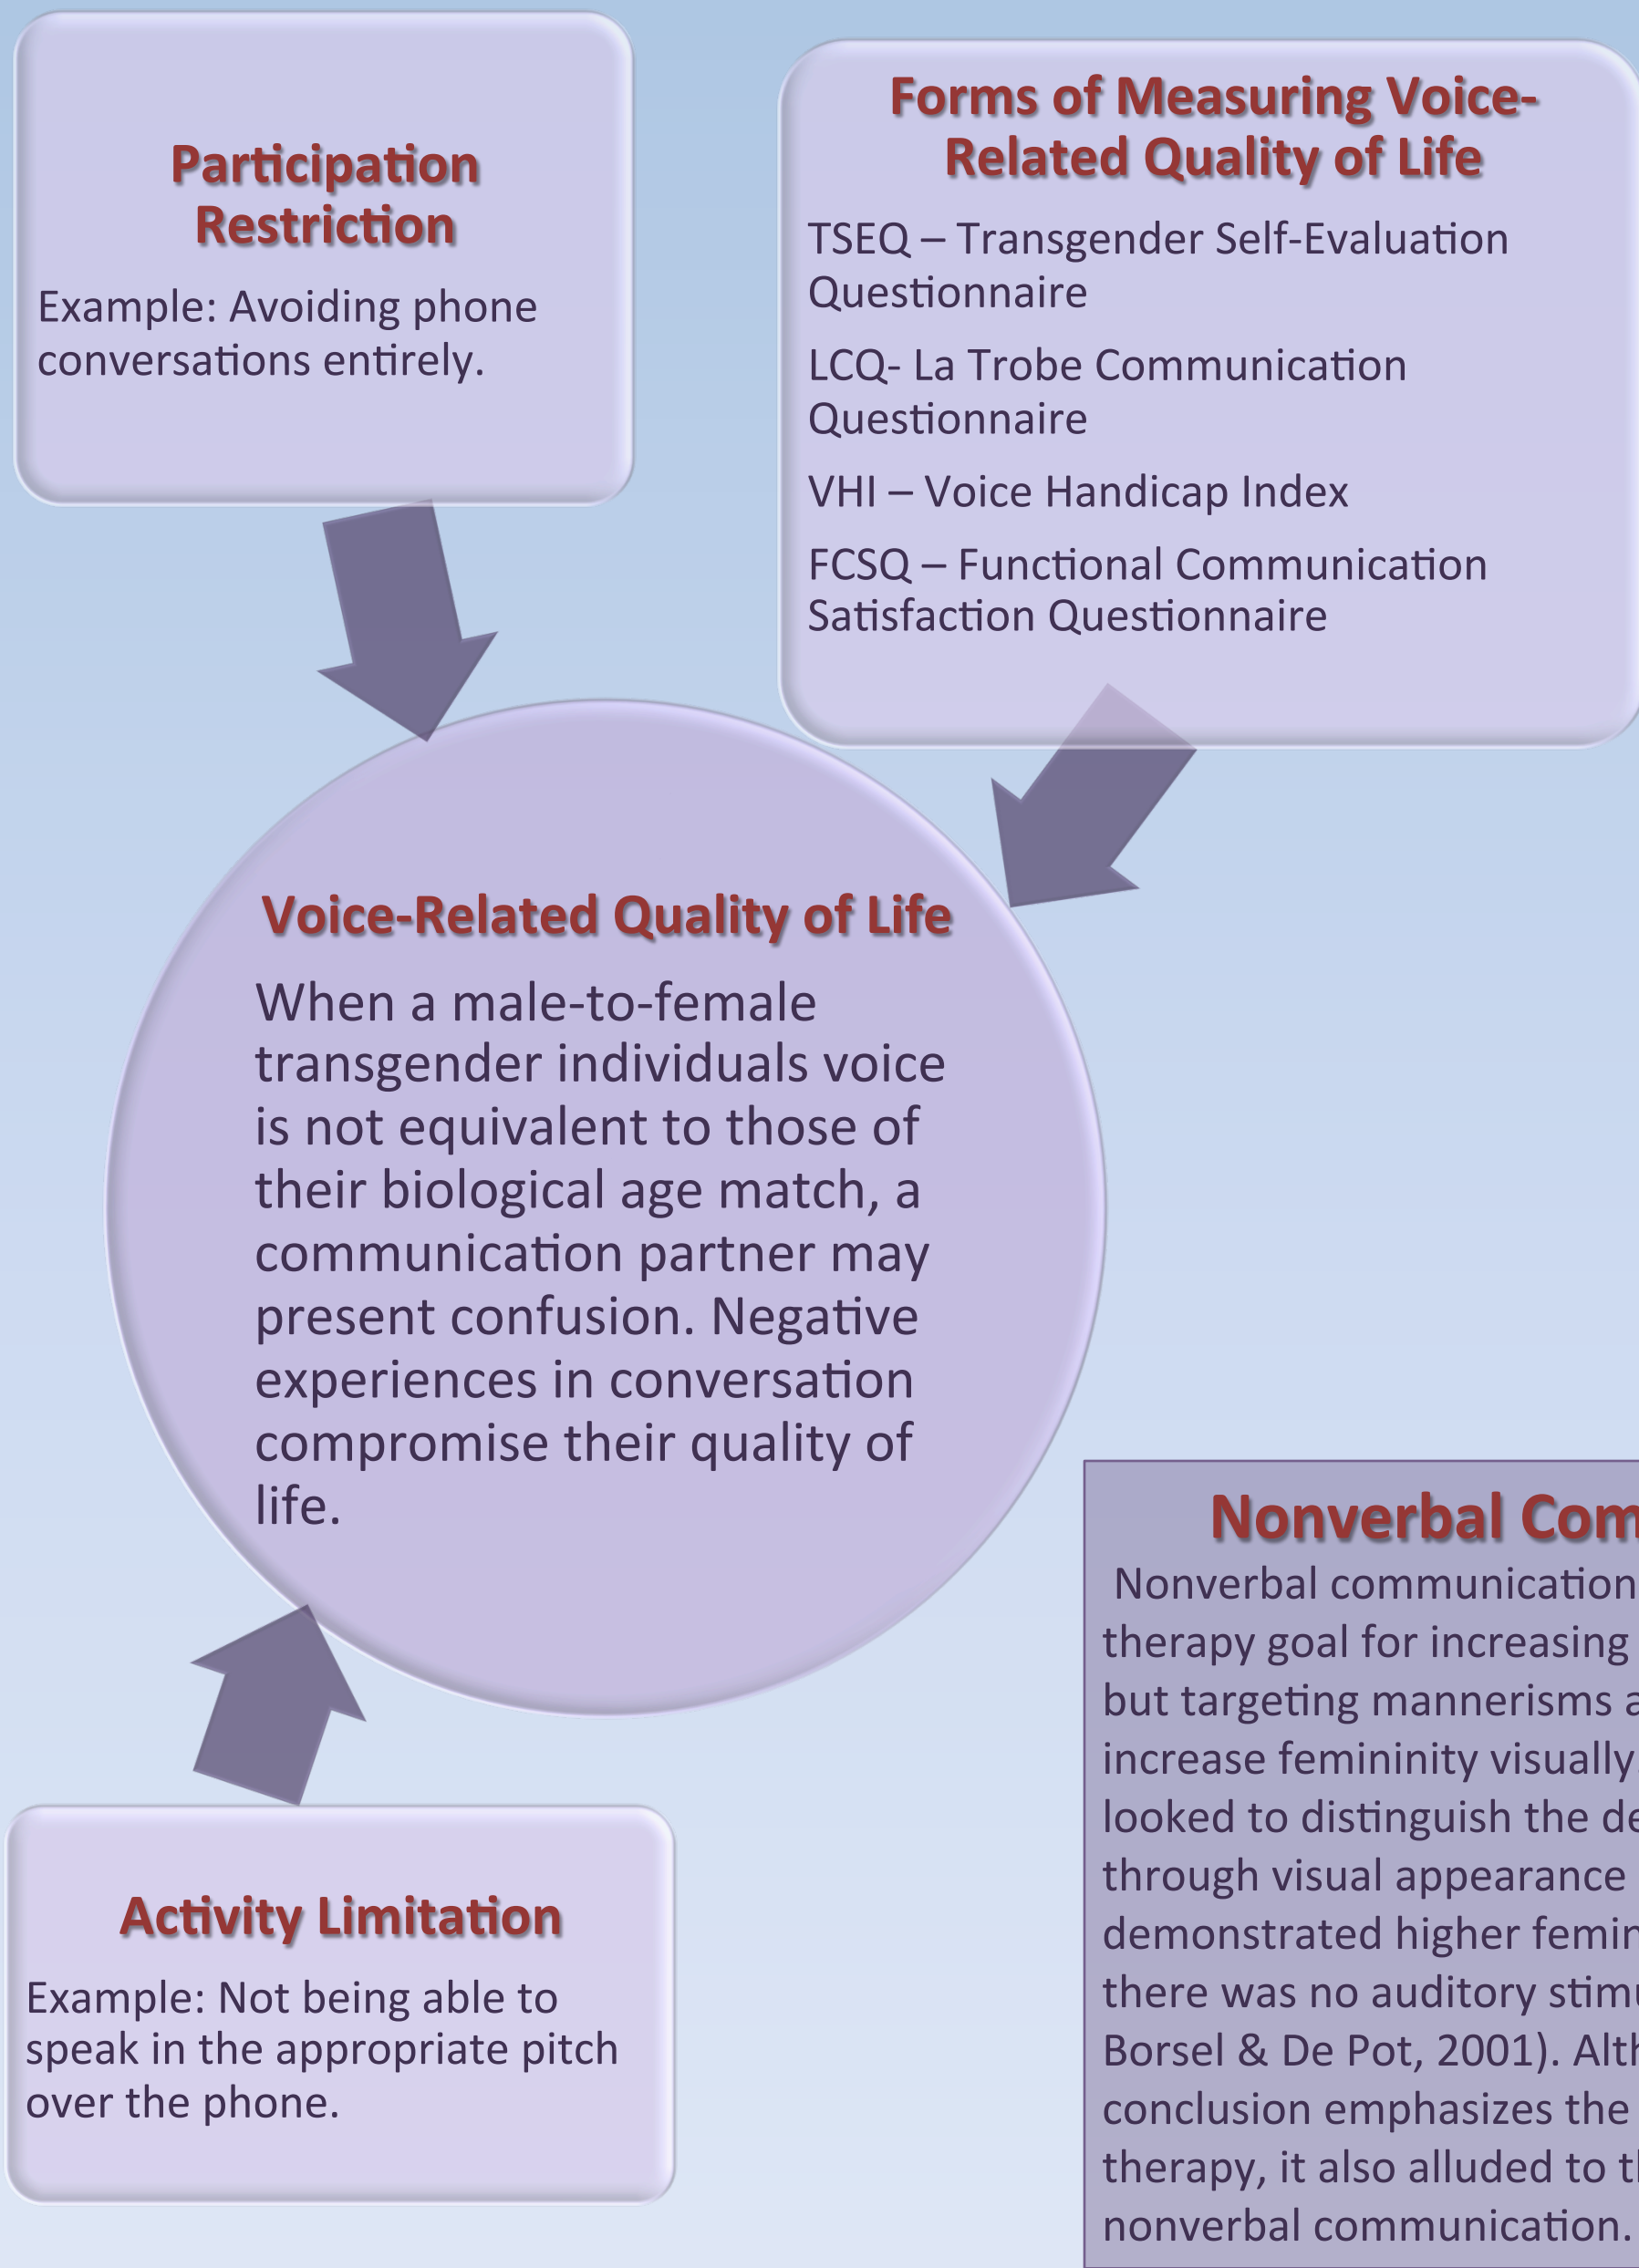 Participation
Restriction
Example: Avoiding phone
conversations entirely.
Forms of Measuring Voice-
Related Quality of Life
TSEQ – Transgender Self-Evaluation
Questionnaire
LCQ- La Trobe Communication
Questionnaire
VHI – Voice Handicap Index
FCSQ – Functional Communication
Satisfaction Questionnaire
Voice-Related Quality of Life
When a male-to-female
transgender individuals voice
is not equivalent to those of
their biological age match, a
communication partner may
present confusion. Negative
experiences in conversation
compromise their quality of
life.
Activity Limitation
Example: Not being able to
speak in the appropriate pitch
over the phone.
Nonverbal
Nonverbal communication
therapy goal for increasing
but targeting mannerisms
increase femininity visually
looked to distinguish the
through visual appearance
demonstrated higher
there was no auditory
Borsel & De Pot, 2001).
conclusion emphasizes the
therapy, it also alluded to
nonverbal communication.